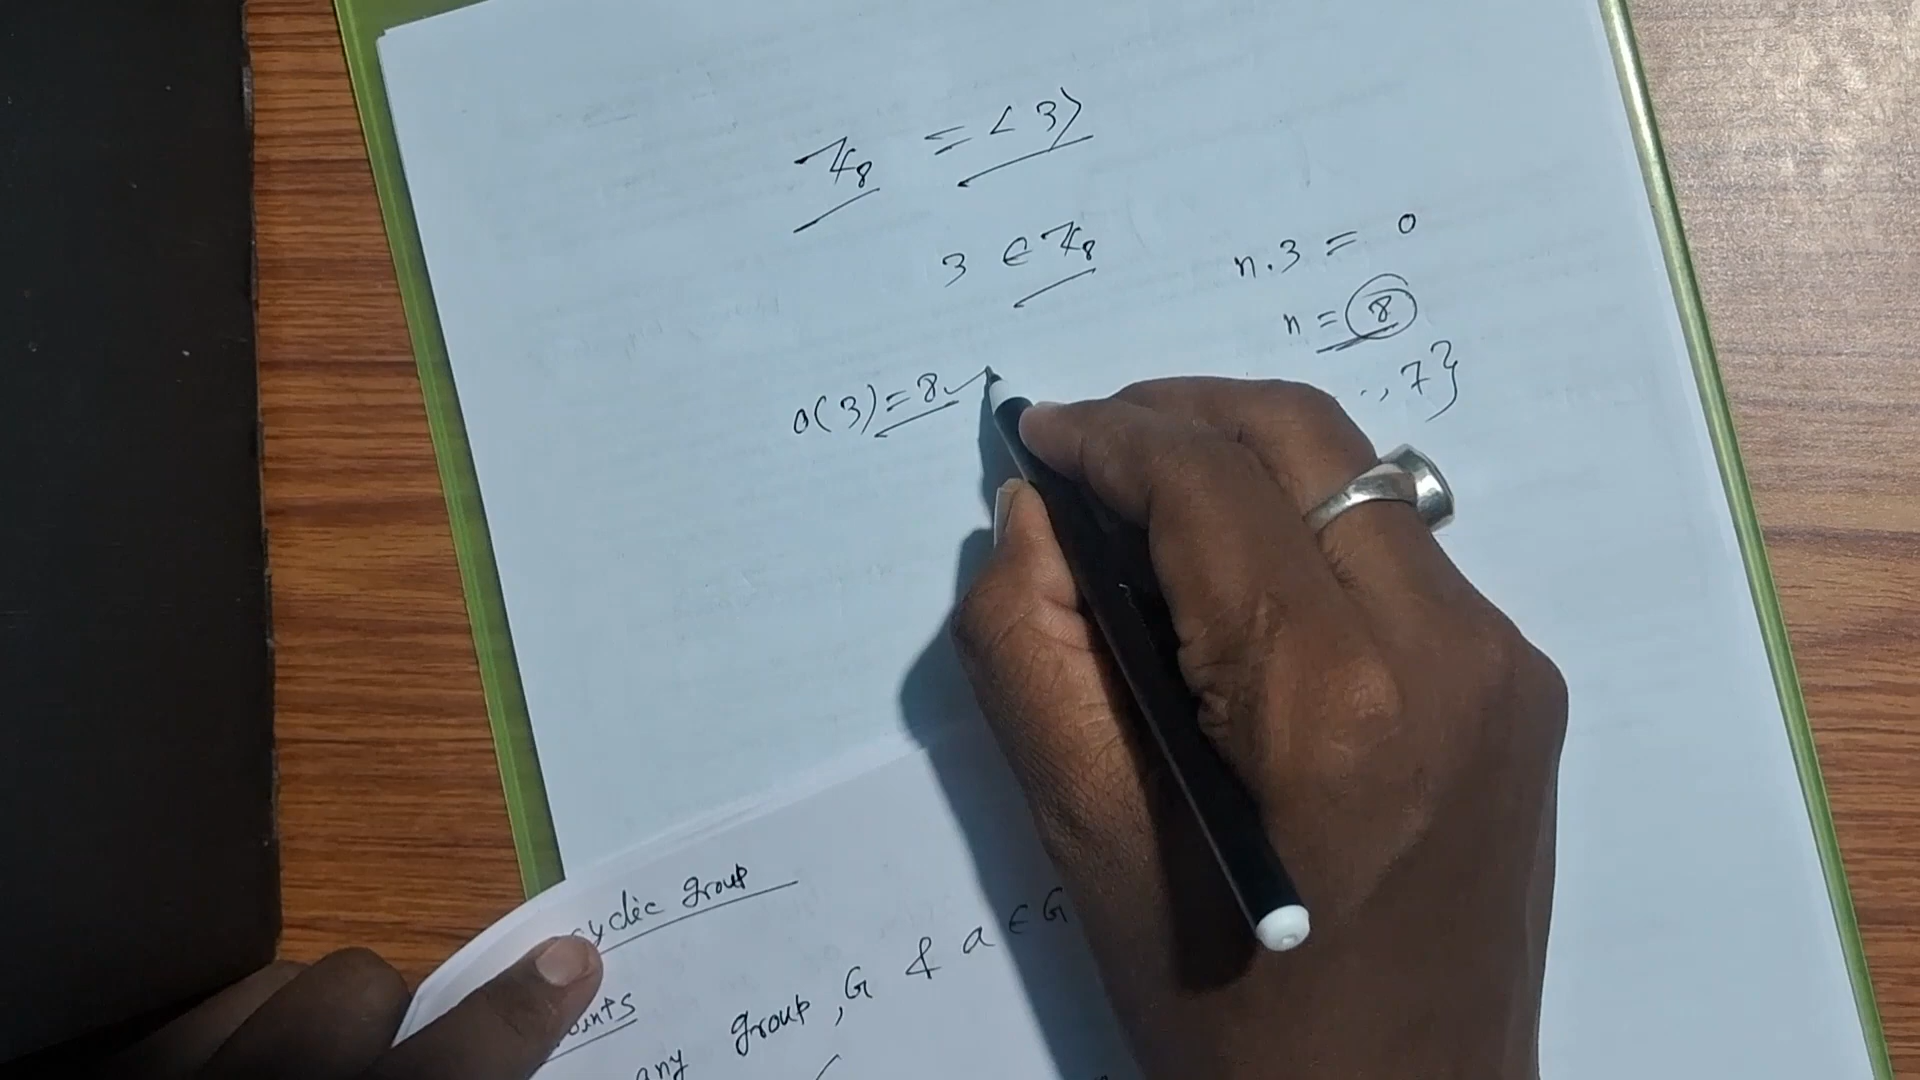 ℤ₈ = <3>
3 ∈ ℤ₈
n.3 = 0
n = 8
.., 7}
o(3) = 8 ✓
cyclic group
any group, G & a ∈ G